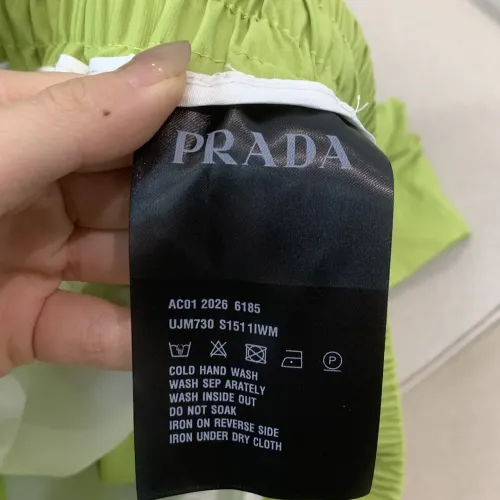 PRADA
AC01 2026 6185
UJM730 S1511IWM
P
COLD HAND WASH
WASH SEP ARATELY
WASH INSIDE OUT
DO NOT SOAK
IRON ON REVERSE SIDE
IRON UNDER DRY CLOTH